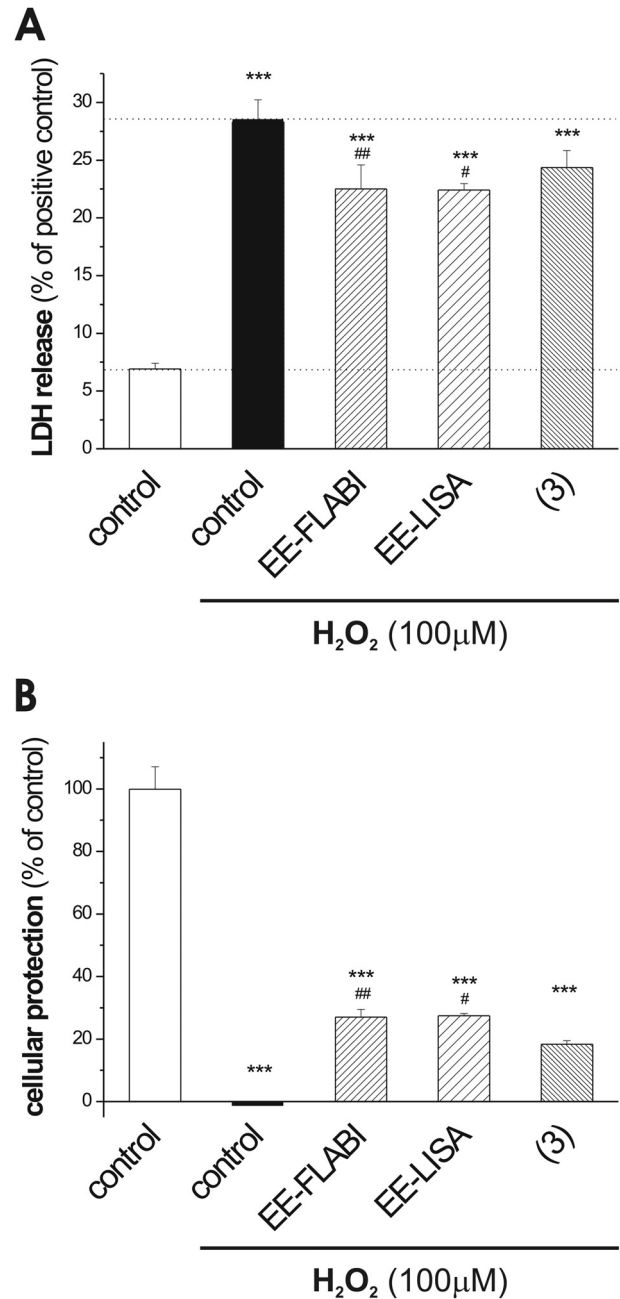 A
LDH release (% of positive control)
30
25
20
15
10
5
0
***
***
##
***
#
***
control
control
EE-FLABI
EE-LISA
(3)
H₂O₂ (100μM)
B
cellular protection (% of control)
100
80
60
40
20
0
***
***
##
***
#
***
control
control
EE-FLABI
EE-LISA
(3)
H₂O₂ (100μM)